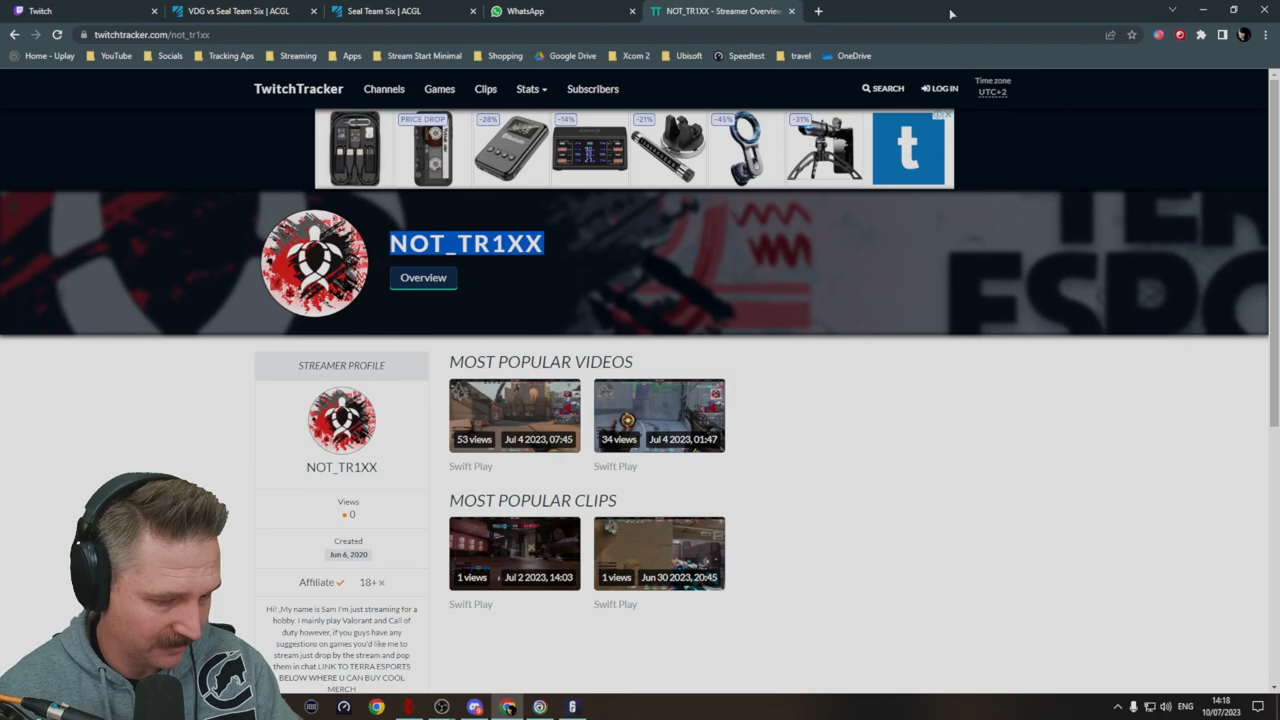 Twitch
VDG vs Seal Team Six | ACGL
Seal Team Six | ACGL
WhatsApp
NOT_TR1XX - Streamer Overview
twitchtracker.com/not_tr1xx
Home - Uplay
YouTube
Socials
Tracking Aps
Streaming
Apps
Stream Start Minimal
Shopping
Google Drive
Xcom 2
Ubisoft
Speedtest
travel
OneDrive
TwitchTracker
Channels
Games
Clips
Stats
Subscribers
SEARCH
LOG IN
Time zone
UTC+2
PRICE DROP
-28%
-14%
-21%
-45%
-31%
t
NOT_TR1XX
Overview
TER
ESPO
STREAMER PROFILE
NOT_TR1XX
Views
0
Created
Jun 6, 2020
Affiliate
18+
Hi! ,My name is Sam I'm just streaming for a
hobby. I mainly play Valorant and Call of
duty however, if you guys have any
suggestions on games you'd like me to
stream just drop by the stream and pop
them in chat.LINK TO TERRA ESPORTS
BELOW WHERE U CAN BUY COOL
MERCH
MOST POPULAR VIDEOS
53 views
Jul 4 2023, 07:45
34 views
Jul 4 2023, 01:47
Swift Play
Swift Play
MOST POPULAR CLIPS
1 views
Jul 2 2023, 14:03
1 views
Jun 30 2023, 20:45
Swift Play
Swift Play
ENG
14:18
10/07/2023